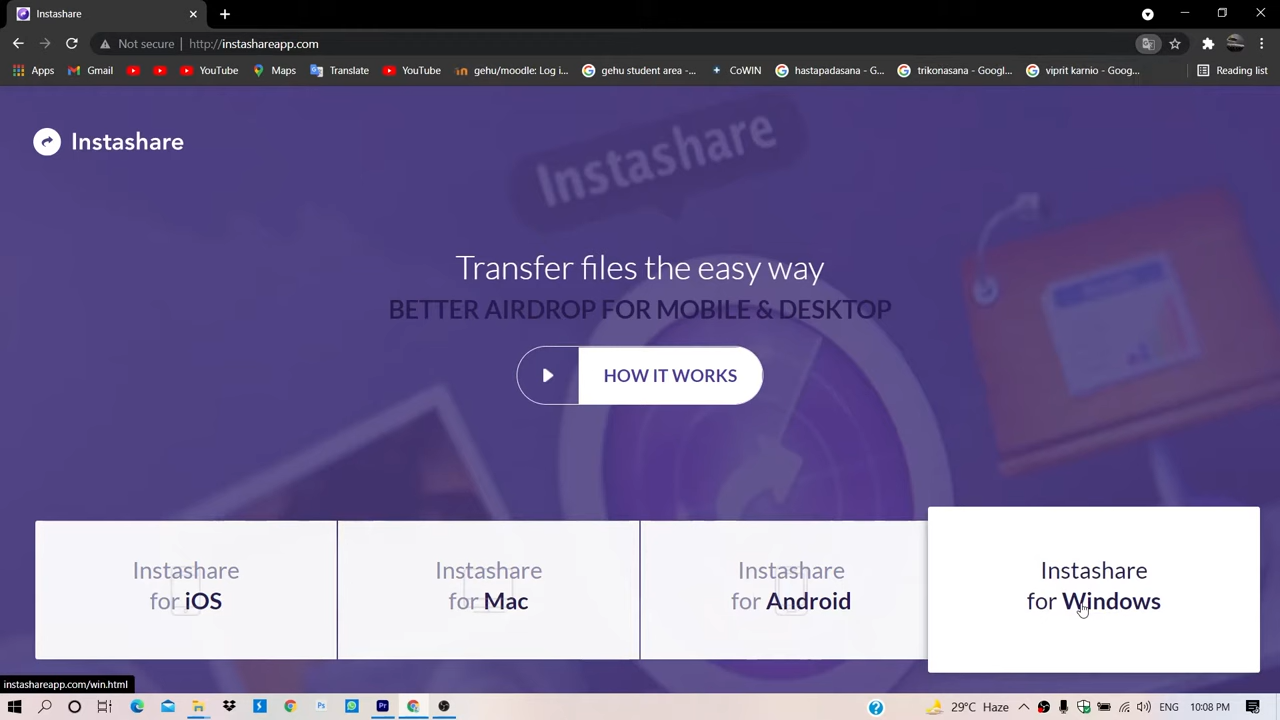 Instashare
Not secure
http://instashareapp.com
Apps
Gmail
YouTube
Maps
Translate
YouTube
gehu/moodle: Log i...
gehu student area -...
CoWIN
hastapadasana - G...
trikonasana - Googl...
viprit karnio - Goog...
Reading list
Instashare
Instashare
Transfer files the easy way
BETTER AIRDROP FOR MOBILE & DESKTOP
HOW IT WORKS
Instashare
for iOS
Instashare
for Mac
Instashare
for Android
Instashare
for Windows
instashareapp.com/win.html
Ps
Pr
29°C Haze
ENG
10:08 PM